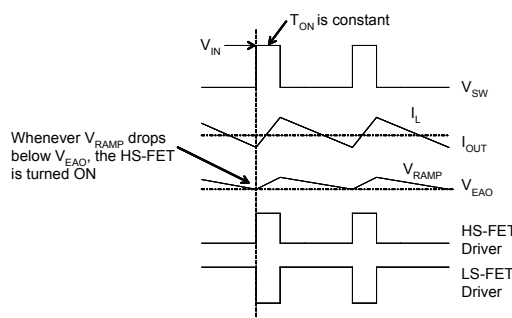 T_ON is constant
V_IN
V_SW
I_L
I_OUT
Whenever V_RAMP drops
below V_EAO, the HS-FET
is turned ON
V_RAMP
V_EAO
HS-FET
Driver
LS-FET
Driver